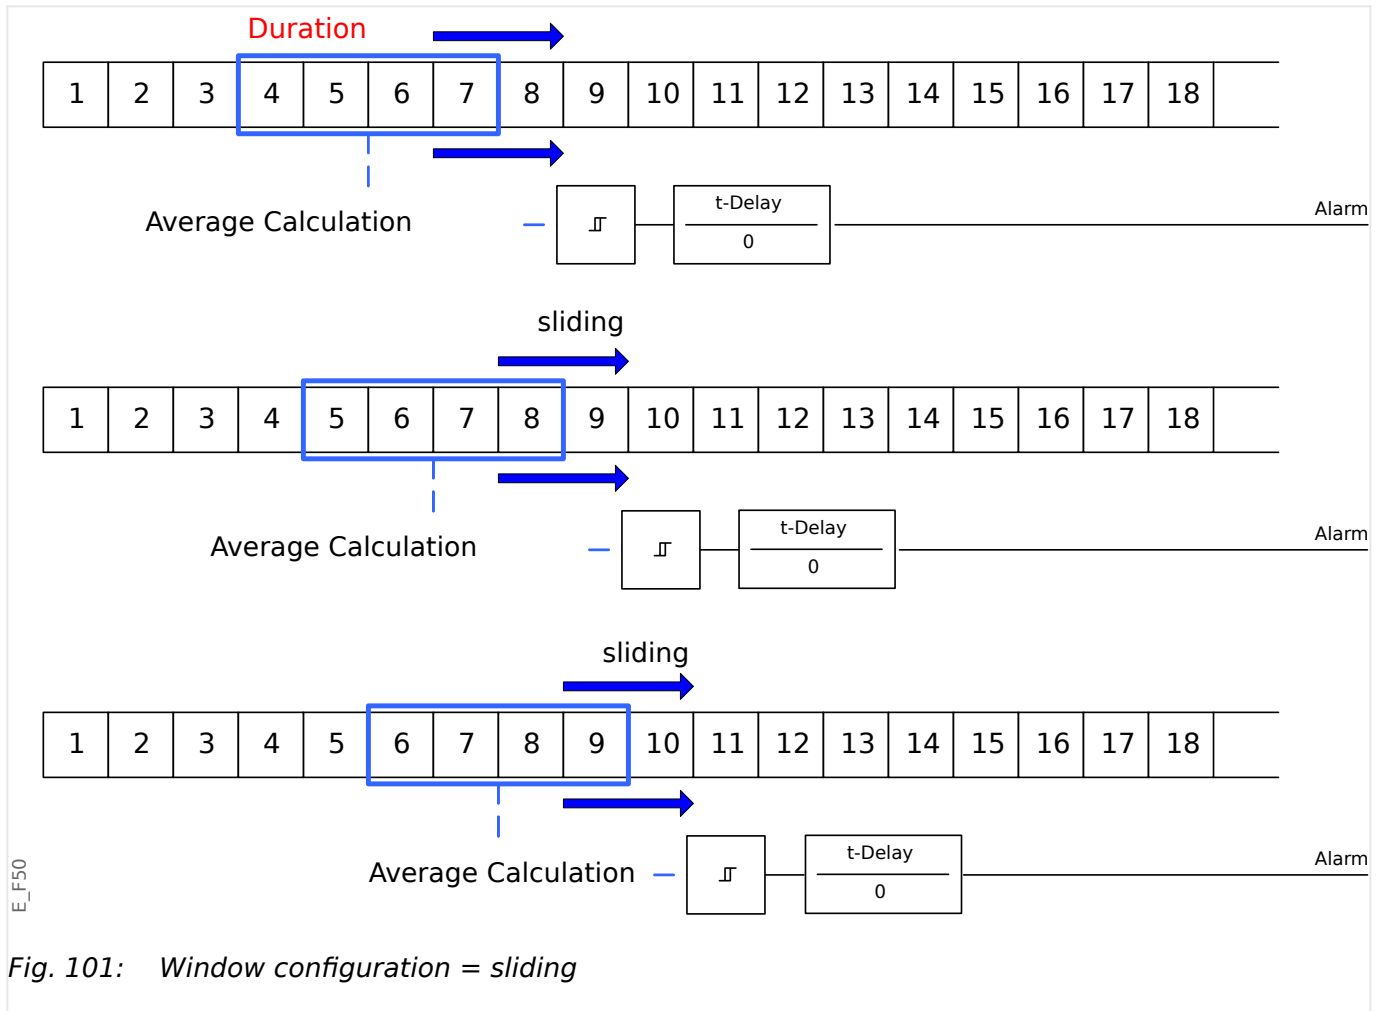 Duration
1 2 3 4 5 6 7 8 9 10 11 12 13 14 15 16 17 18
t-Delay
Alarm
Average Calculation
0
sliding
1 2 3 4 5 6 7 8 9 10 11 12 13 14 15 16 17 18
t-Delay
Alarm
Average Calculation
0
sliding
1 2 3 4 5 6 7 8 9 10 11 12 13 14 15 16 17 18
t-Delay
Alarm
Average Calculation
0
E_F50
Fig. 101: Window configuration = sliding